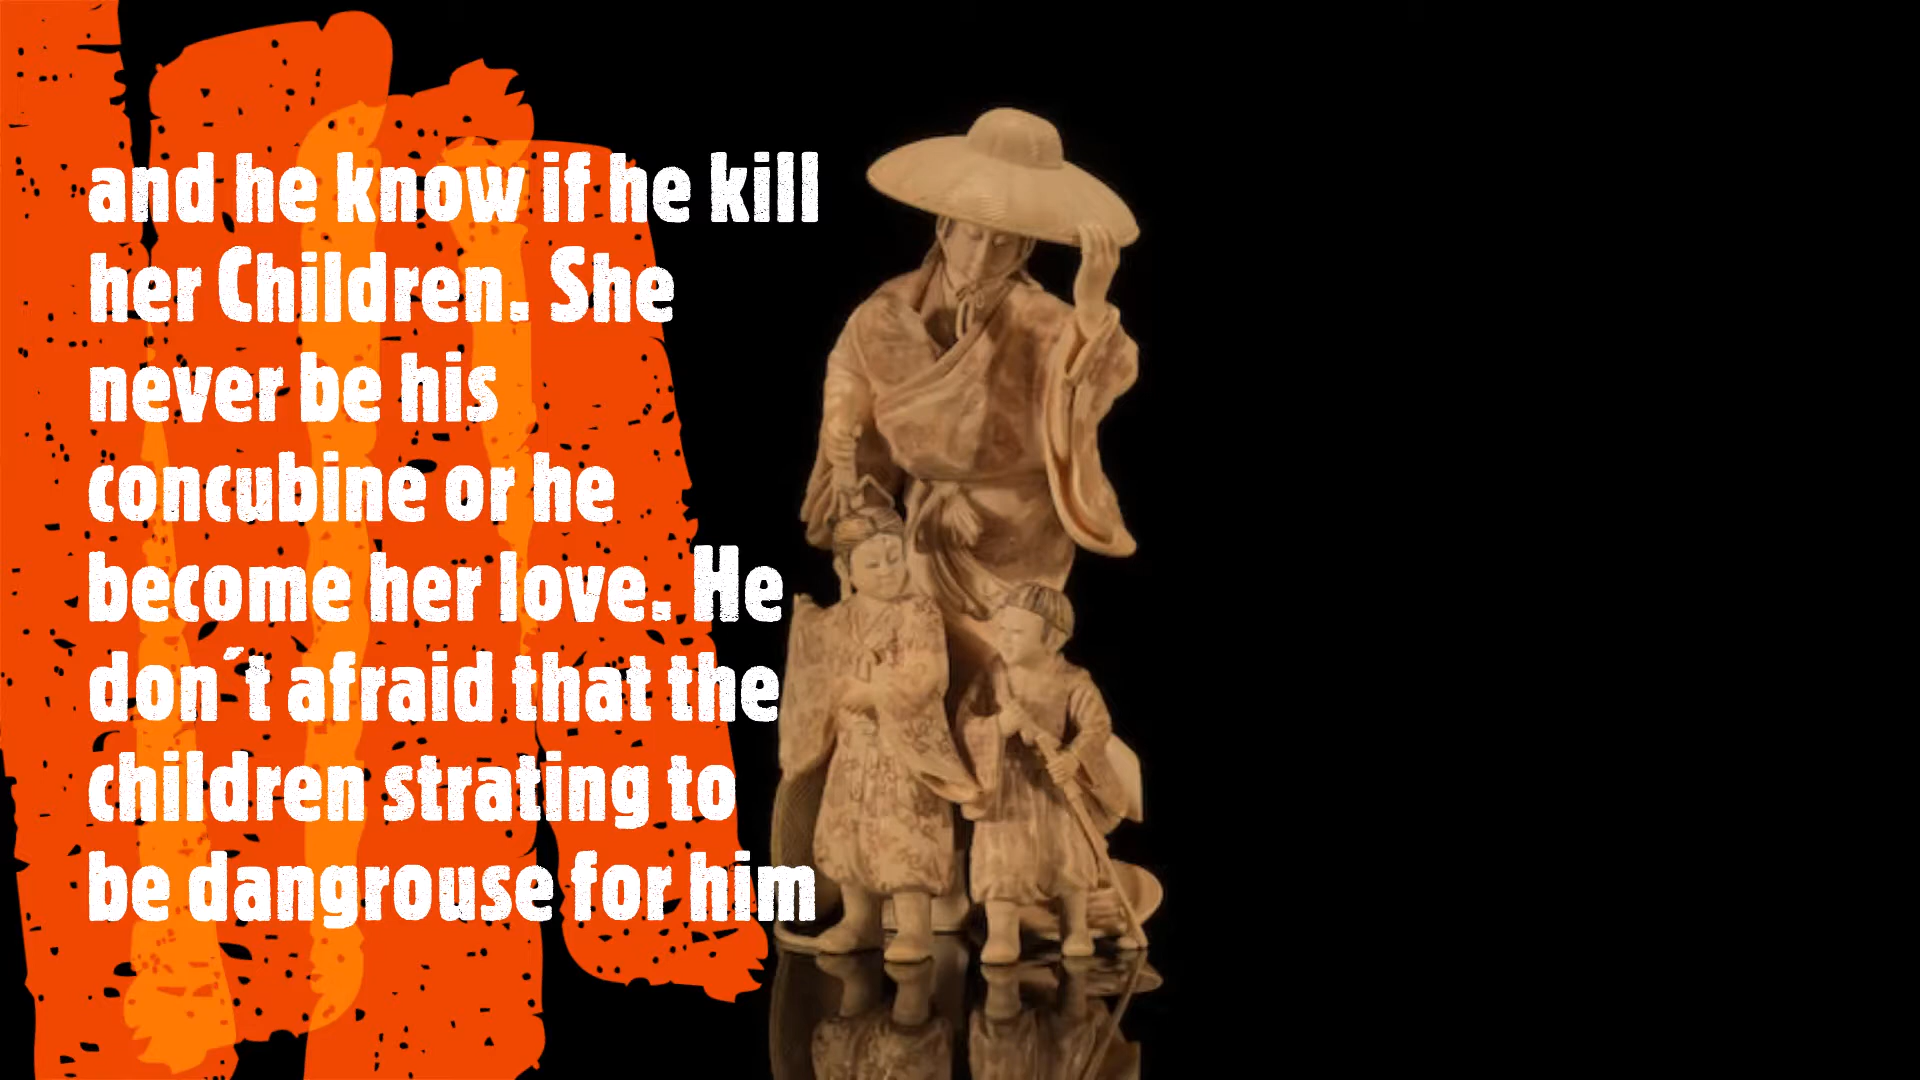 and he know if he kill
her Children. She
never be his
concubine or he
become her love. He
don´t afraid that the
children strating to
be dangrouse for him